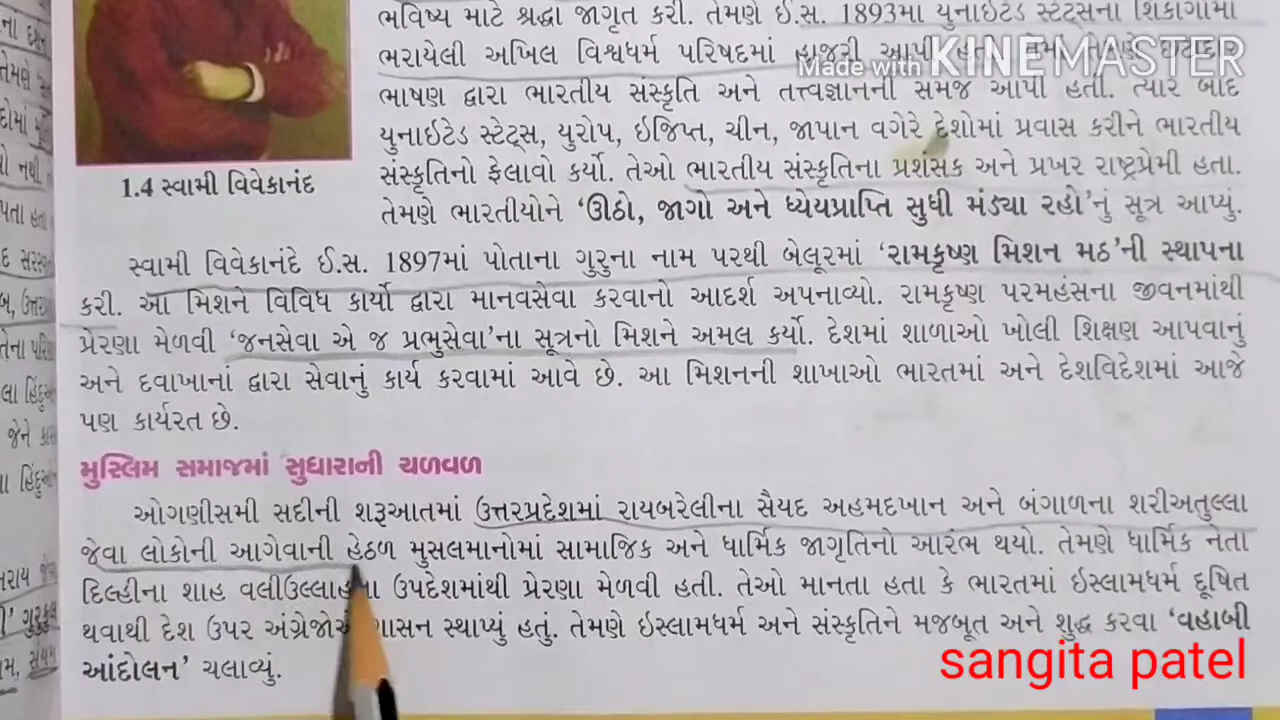 ભવિષ્ય માટે શ્રદ્ધા જાગૃત કરી. તેમણે ઈ.સ. 1893મા યુનાઇટેડ સ્ટેટ્સના શિકાગોમાં
ભરાયેલી અખિલ વિશ્વધર્મ પરિષદમાં હાજરી આપી હતી
Made with KINEMASTER
ભાષણ દ્વારા ભારતીય સંસ્કૃતિ અને તત્ત્વજ્ઞાનની સમજ આપી હતી. ત્યાર બાદ
યુનાઇટેડ સ્ટેટ્સ, યુરોપ, ઇજિપ્ત, ચીન, જાપાન વગેરે દેશોમાં પ્રવાસ કરીને ભારતીય
સંસ્કૃતિનો ફેલાવો કર્યો. તેઓ ભારતીય સંસ્કૃતિના પ્રશંસક અને પ્રખર રાષ્ટ્રપ્રેમી હતા.
તેમણે ભારતીયોને ‘ઊઠો, જાગો અને ધ્યેયપ્રાપ્તિ સુધી મંડ્યા રહો’નું સૂત્ર આપ્યું.
1.4 સ્વામી વિવેકાનંદ
સ્વામી વિવેકાનંદે ઈ.સ. 1897માં પોતાના ગુરુના નામ પરથી બેલૂરમાં ‘રામકૃષ્ણ મિશન મઠ’ની સ્થાપના
કરી. આ મિશને વિવિધ કાર્યો દ્વારા માનવસેવા કરવાનો આદર્શ અપનાવ્યો. રામકૃષ્ણ પરમહંસના જીવનમાંથી
પ્રેરણા મેળવી ‘જનસેવા એ જ પ્રભુસેવા’ના સૂત્રનો મિશને અમલ કર્યો. દેશમાં શાળાઓ ખોલી શિક્ષણ આપવાનું
અને દવાખાનાં દ્વારા સેવાનું કાર્ય કરવામાં આવે છે. આ મિશનની શાખાઓ ભારતમાં અને દેશવિદેશમાં આજે
પણ કાર્યરત છે.
મુસ્લિમ સમાજમાં સુધારાની ચળવળ
ઓગણીસમી સદીની શરૂઆતમાં ઉત્તરપ્રદેશમાં રાયબરેલીના સૈયદ અહમદખાન અને બંગાળના શરીઅતુલ્લા
જેવા લોકોની આગેવાની હેઠળ મુસલમાનોમાં સામાજિક અને ધાર્મિક જાગૃતિનો આરંભ થયો. તેમણે ધાર્મિક નેતા
દિલ્હીના શાહ વલીઉલ્લાહના ઉપદેશમાંથી પ્રેરણા મેળવી હતી. તેઓ માનતા હતા કે ભારતમાં ઇસ્લામધર્મ દૂષિત
થવાથી દેશ ઉપર અંગ્રેજોએ શાસન સ્થાપ્યું હતું. તેમણે ઇસ્લામધર્મ અને સંસ્કૃતિને મજબૂત અને શુદ્ધ કરવા ‘વહાબી
આંદોલન’ ચલાવ્યું.
sangita patel